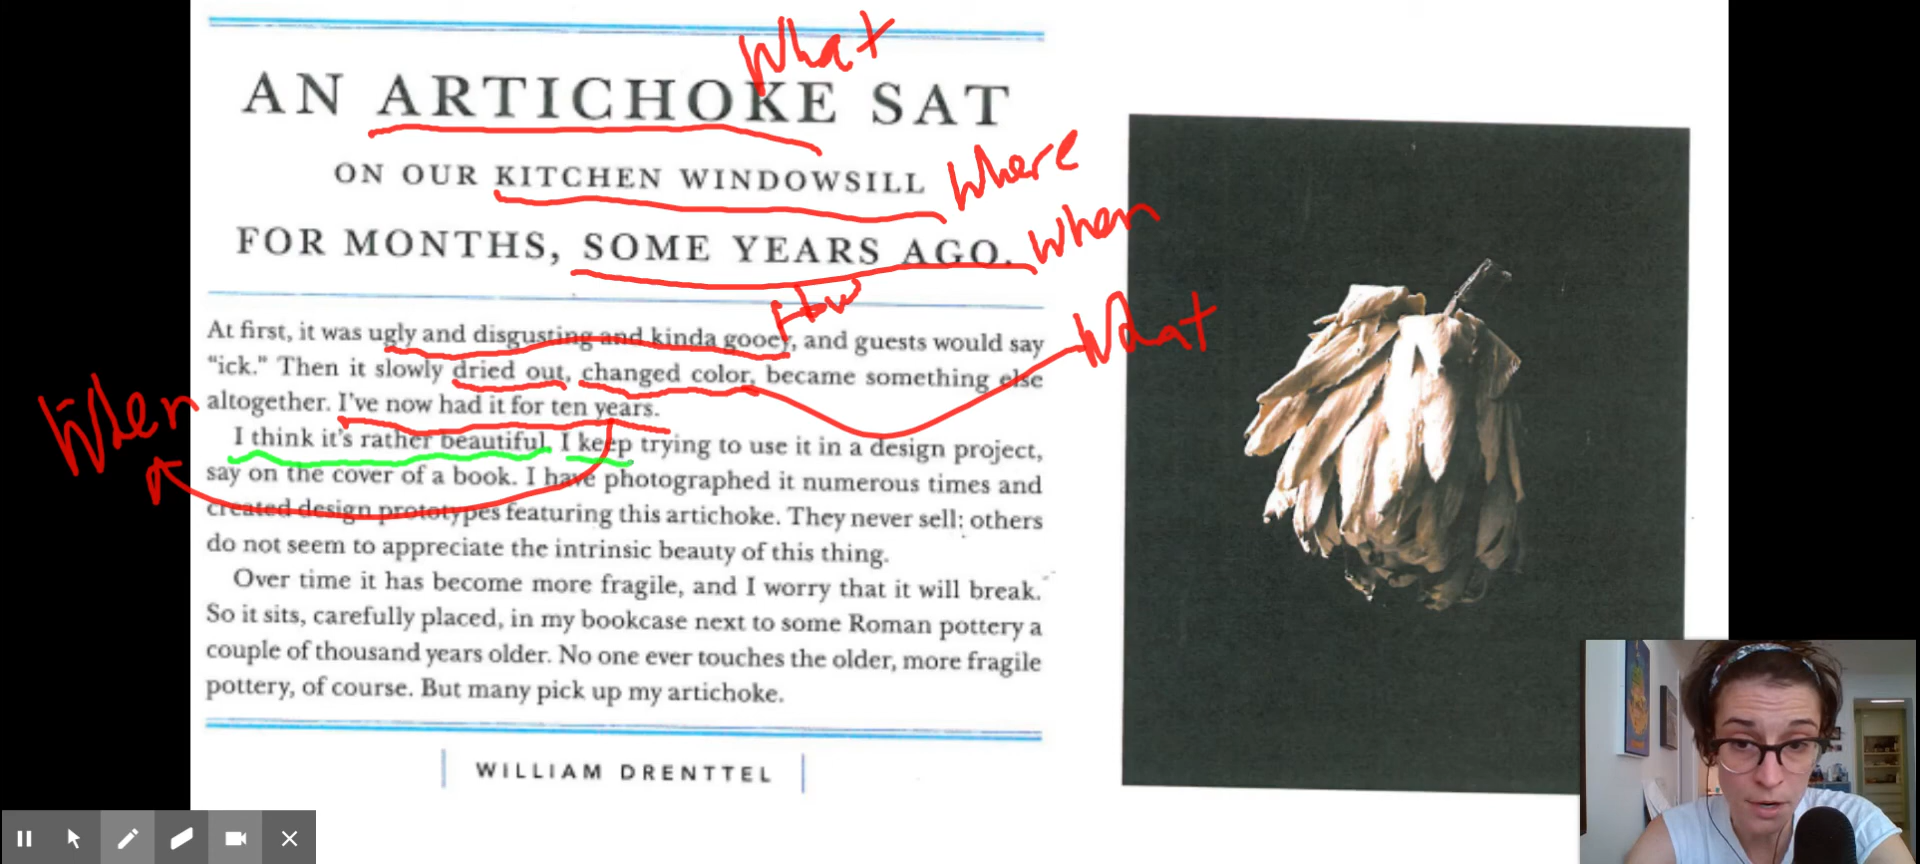 What
AN ARTICHOKE SAT
ON OUR KITCHEN WINDOWSILL
Where
FOR MONTHS, SOME YEARS AGO.
When
How
At first, it was ugly and disgusting and kinda gooey, and guests would say
What
“ick.” Then it slowly dried out, changed color, became something else
When
altogether. I’ve now had it for ten years.
I think it’s rather beautiful. I keep trying to use it in a design project,
say on the cover of a book. I have photographed it numerous times and
created design prototypes featuring this artichoke. They never sell; others
do not seem to appreciate the intrinsic beauty of this thing.
Over time it has become more fragile, and I worry that it will break.
So it sits, carefully placed, in my bookcase next to some Roman pottery a
couple of thousand years older. No one ever touches the older, more fragile
pottery, of course. But many pick up my artichoke.
WILLIAM DRENTTEL